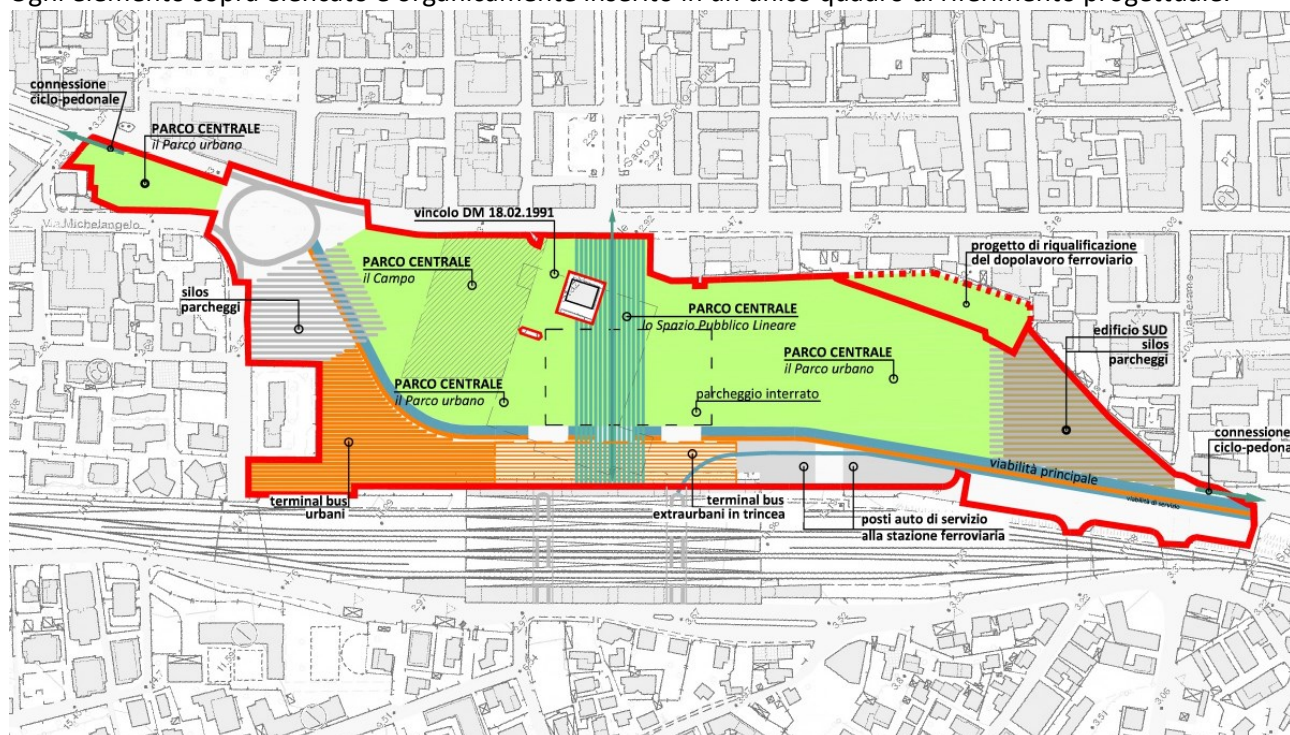 Ogni elemento sopra elencato è organicamente inserito in un unico quadro di riferimento progettuale.
connessione
ciclo-pedonale
PARCO CENTRALE
il Parco urbano
Via Michelangelo
vincolo DM 18.02.1991
PARCO CENTRALE
il Campo
silos
parcheggi
PARCO CENTRALE
lo Spazio Pubblico Lineare
progetto di riqualificazione
del dopolavoro ferroviario
edificio SUD
silos
parcheggi
PARCO CENTRALE
il Parco urbano
PARCO CENTRALE
il Parco urbano
parcheggio interrato
connessione
ciclo-pedona
viabilità principale
viabilità di servizio
terminal bus
urbani
terminal bus
extraurbani in trincea
posti auto di servizio
alla stazione ferroviaria